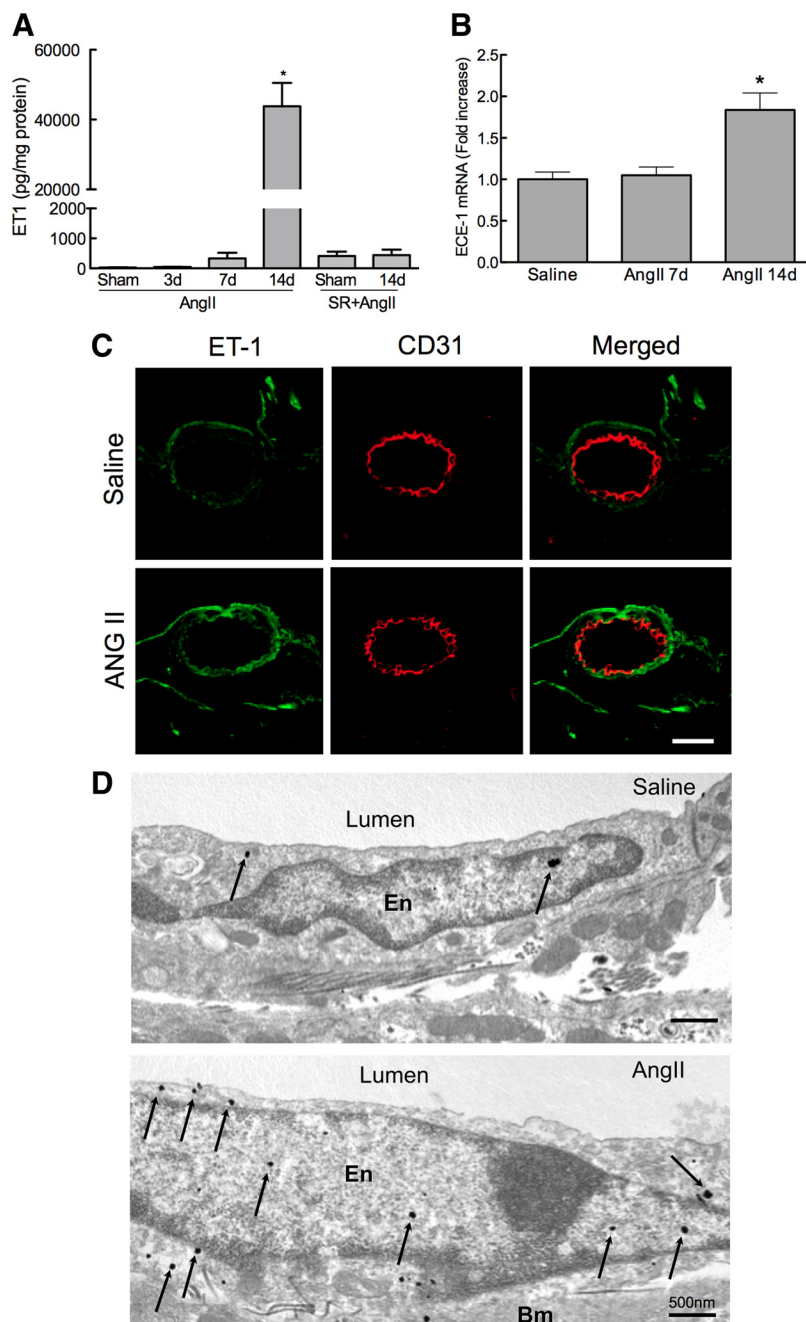 A
ET1 (pg/mg protein)
60000
40000
20000
2000
1000
0
*
Sham 3d 7d 14d Sham 14d
AngII SR+AngII
B
ECE-1 mRNA (Fold increase)
2.5
2.0
1.5
1.0
0.5
0.0
*
Saline AngII 7d AngII 14d
C
ET-1 CD31 Merged
Saline
ANG II
D
Saline
Lumen
En
Lumen
AngII
En
Bm
500nm